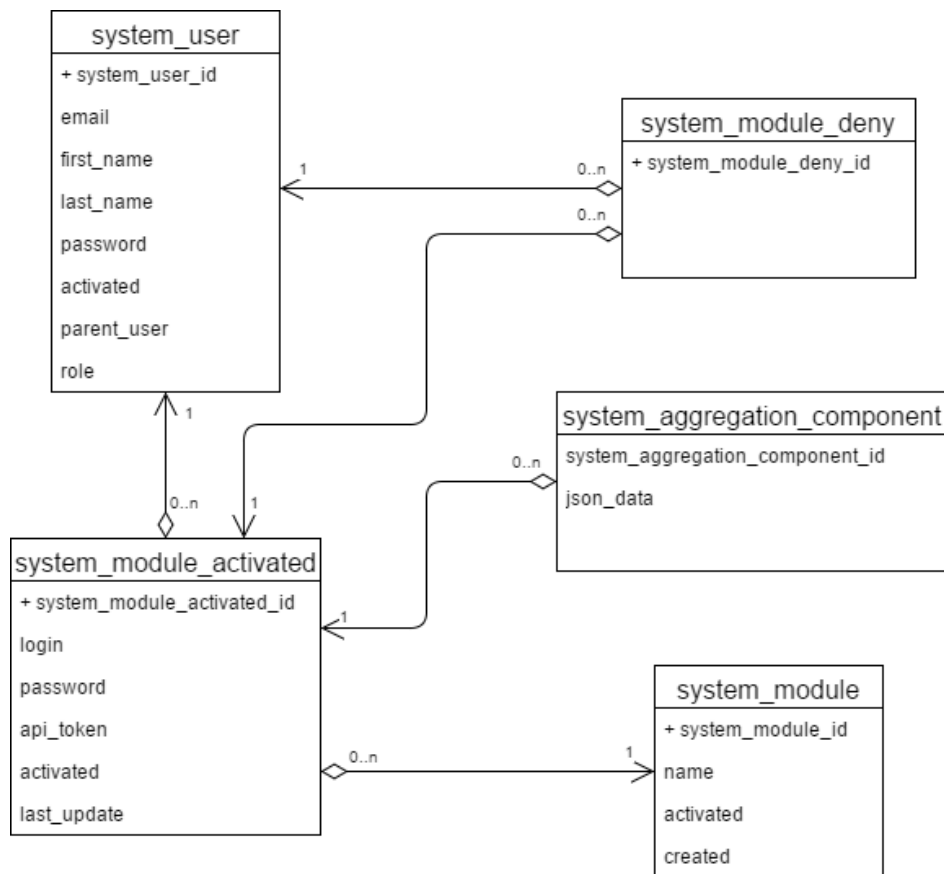 system_user
+ system_user_id
email
first_name
last_name
password
activated
parent_user
role
system_module_deny
+ system_module_deny_id
1
0..n
0..n
1
0..n
1
system_aggregation_component
system_aggregation_component_id
json_data
0..n
1
system_module_activated
+ system_module_activated_id
login
password
api_token
activated
last_update
0..n
1
system_module
+ system_module_id
name
activated
created